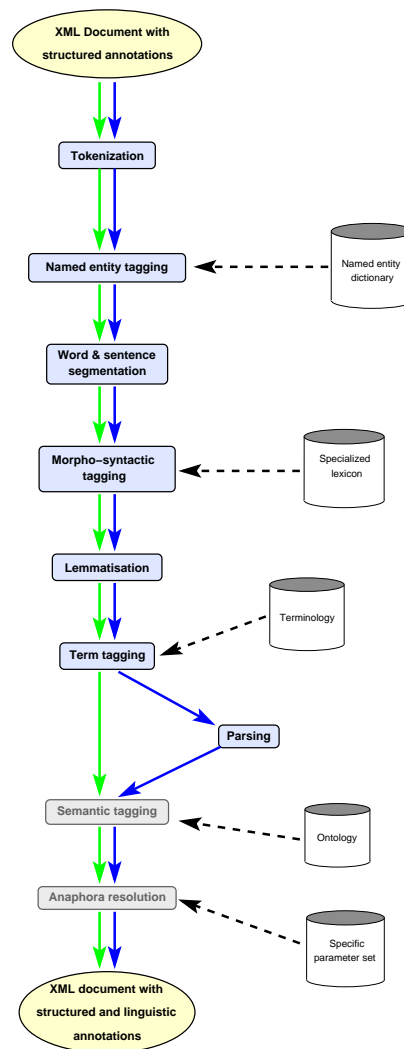 XML Document with
structured annotations
Tokenization
Named entity tagging
Named entity
dictionary
Word & sentence
segmentation
Morpho−syntactic
tagging
Specialized
lexicon
Lemmatisation
Terminology
Term tagging
Parsing
Semantic tagging
Ontology
Anaphora resolution
Specific
parameter set
XML document with
structured and linguistic
annotations